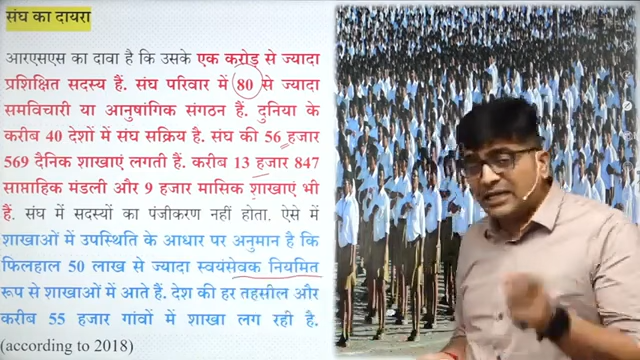 संघ का दायरा
आरएसएस का दावा है कि उसके एक करोड़ से ज्यादा
प्रशिक्षित सदस्य हैं. संघ परिवार में 80 से ज्यादा
समविचारी या आनुषांगिक संगठन हैं. दुनिया के
करीब 40 देशों में संघ सक्रिय है. संघ की 56 हजार
569 दैनिक शाखाएं लगती हैं. करीब 13 हजार 847
साप्ताहिक मंडली और 9 हजार मासिक शाखाएं भी
हैं. संघ में सदस्यों का पंजीकरण नहीं होता. ऐसे में
शाखाओं में उपस्थिति के आधार पर अनुमान है कि
फिलहाल 50 लाख से ज्यादा स्वयंसेवक नियमित
रूप से शाखाओं में आते हैं. देश की हर तहसील और
करीब 55 हजार गांवों में शाखा लग रही है.
(according to 2018)